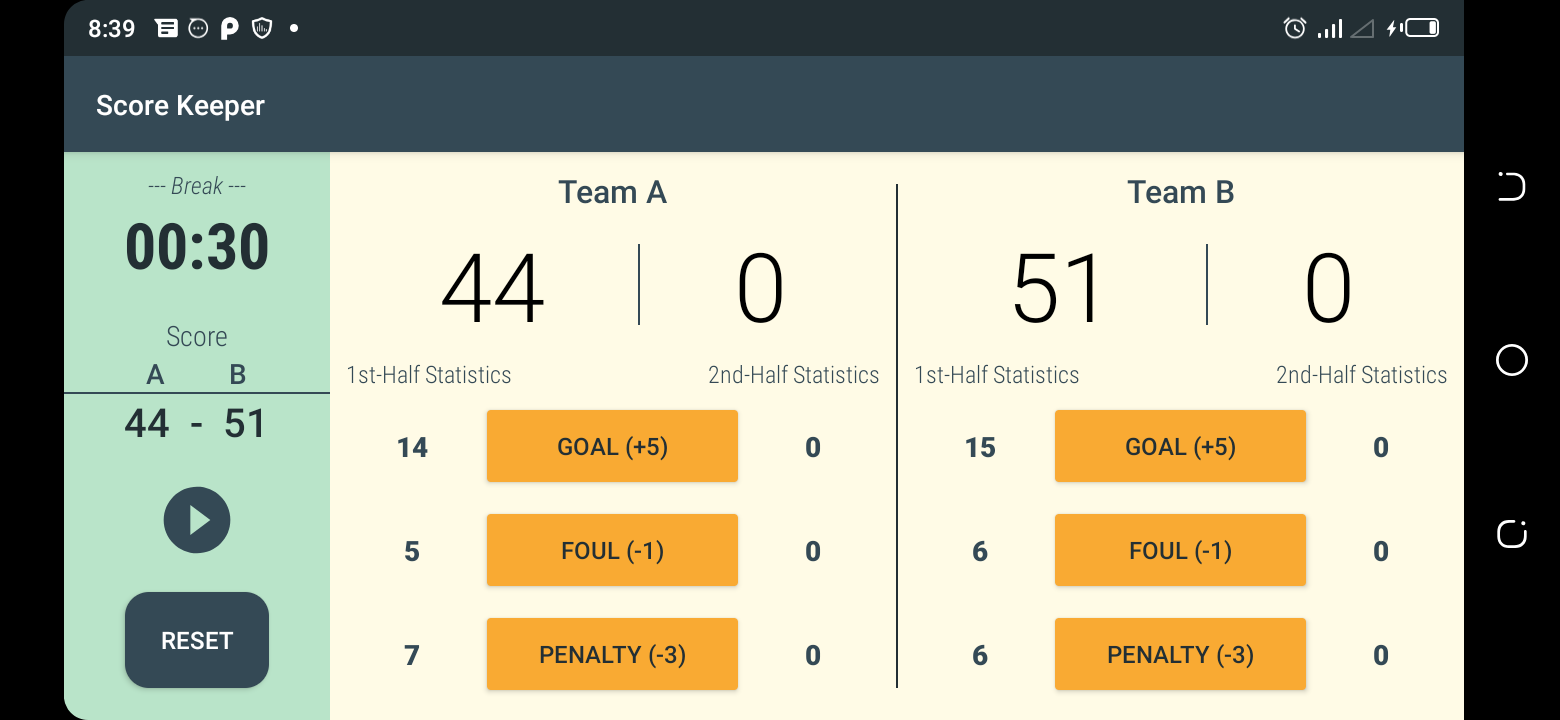 8:39
Score Keeper
--- Break ---
00:30
Score
A B
44 - 51
RESET
Team A
44 0
1st-Half Statistics 2nd-Half Statistics
14 GOAL (+5) 0
5 FOUL (-1) 0
7 PENALTY (-3) 0
Team B
51 0
1st-Half Statistics 2nd-Half Statistics
15 GOAL (+5) 0
6 FOUL (-1) 0
6 PENALTY (-3) 0